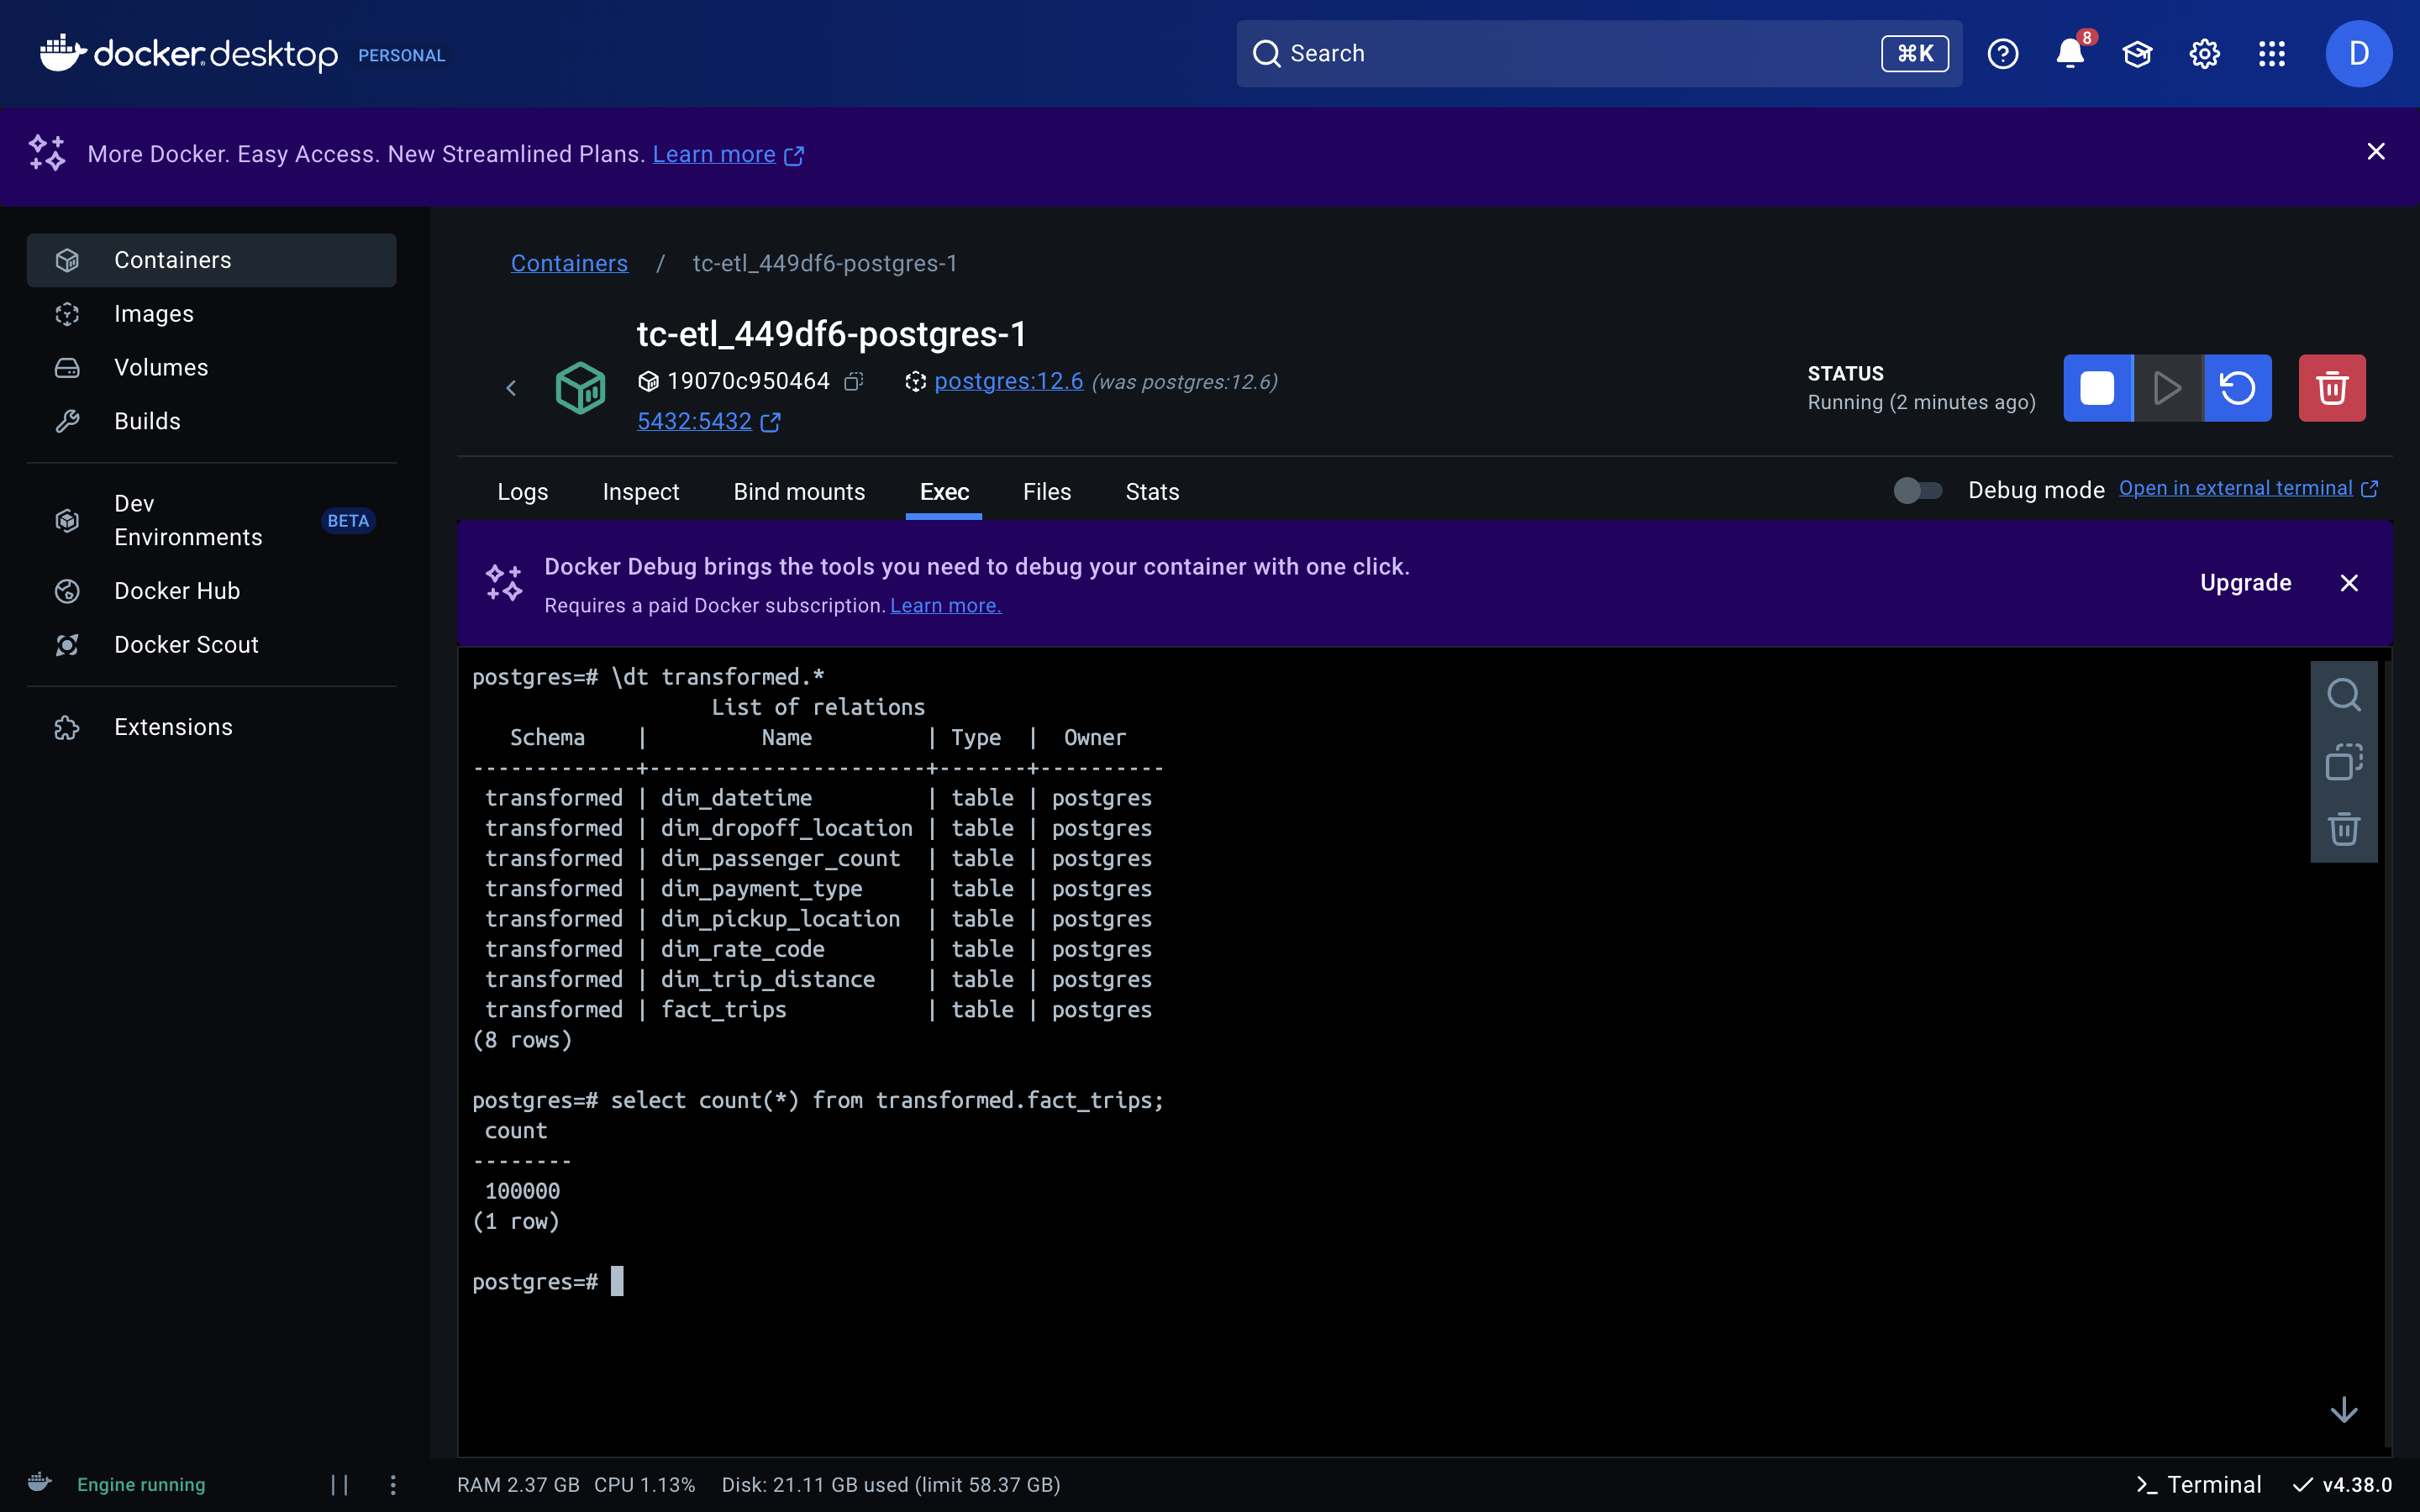 docker desktop PERSONAL
Search ⌘K
8
D
More Docker. Easy Access. New Streamlined Plans. Learn more
Containers
Images
Volumes
Builds
Dev Environments BETA
Docker Hub
Docker Scout
Extensions
Containers / tc-etl_449df6-postgres-1
tc-etl_449df6-postgres-1
19070c950464 postgres:12.6 (was postgres:12.6)
5432:5432
STATUS
Running (2 minutes ago)
Logs Inspect Bind mounts Exec Files Stats
Debug mode Open in external terminal
Docker Debug brings the tools you need to debug your container with one click.
Requires a paid Docker subscription. Learn more.
Upgrade
postgres=# \dt transformed.*
                   List of relations
   Schema    |         Name         | Type  |  Owner
-------------+----------------------+-------+----------
 transformed | dim_datetime         | table | postgres
 transformed | dim_dropoff_location | table | postgres
 transformed | dim_passenger_count  | table | postgres
 transformed | dim_payment_type     | table | postgres
 transformed | dim_pickup_location  | table | postgres
 transformed | dim_rate_code        | table | postgres
 transformed | dim_trip_distance    | table | postgres
 transformed | fact_trips           | table | postgres
(8 rows)
postgres=# select count(*) from transformed.fact_trips;
 count
--------
 100000
(1 row)
postgres=#
Engine running
RAM 2.37 GB CPU 1.13% Disk: 21.11 GB used (limit 58.37 GB)
Terminal v4.38.0